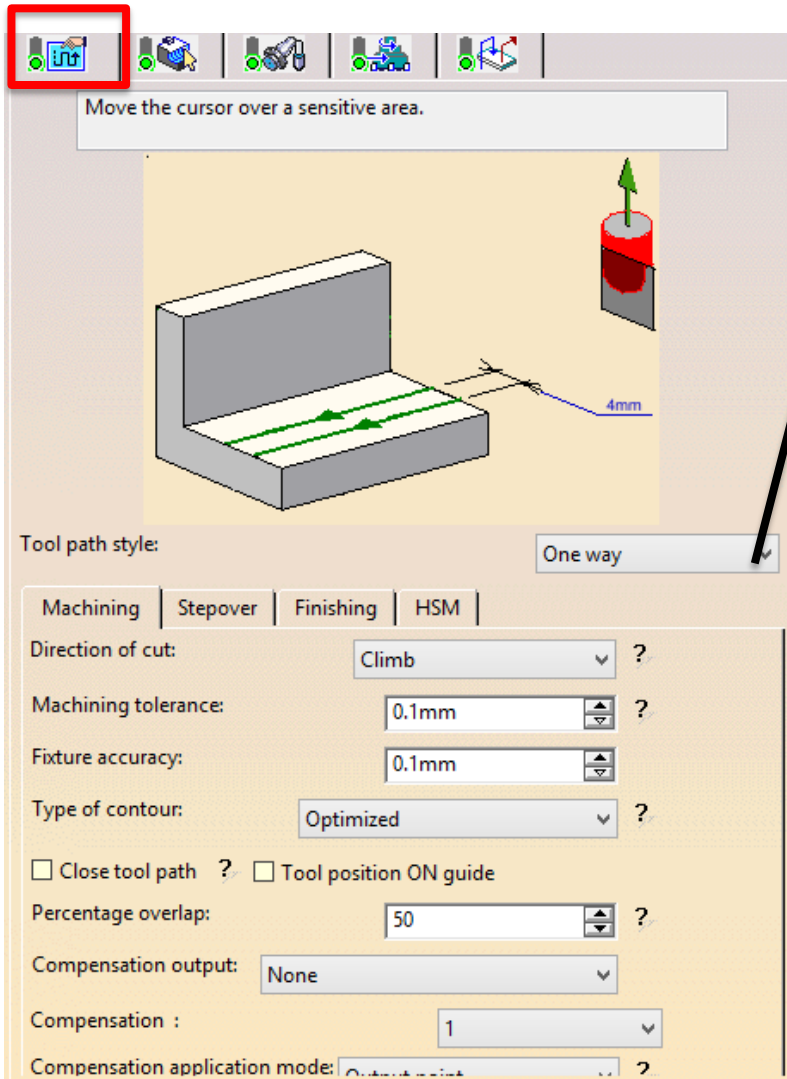 Move the cursor over a sensitive area.
4mm
Tool path style: One way
Machining Stepover Finishing HSM
Direction of cut: Climb ?
Machining tolerance: 0.1mm ?
Fixture accuracy: 0.1mm
Type of contour: Optimized ?
Close tool path ? Tool position ON guide
Percentage overlap: 50 ?
Compensation output: None
Compensation : 1
Compensation application mode: Output point ?